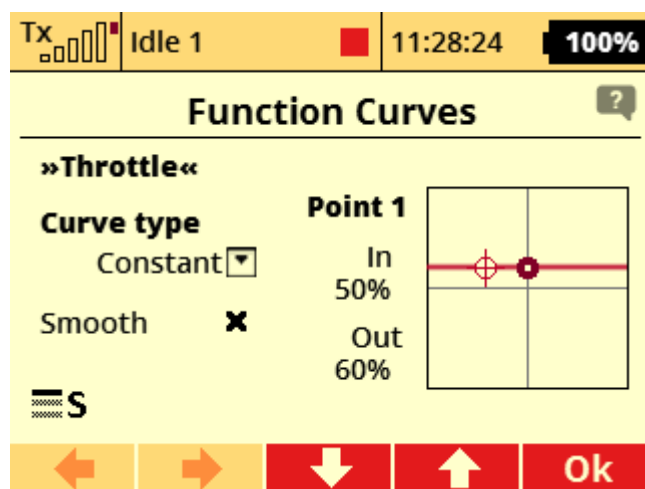 Tx Idle 1 11:28:24 100%
Function Curves ?
»Throttle«
Curve type
Constant
Smooth
Point 1
In
50%
Out
60%
S
Ok